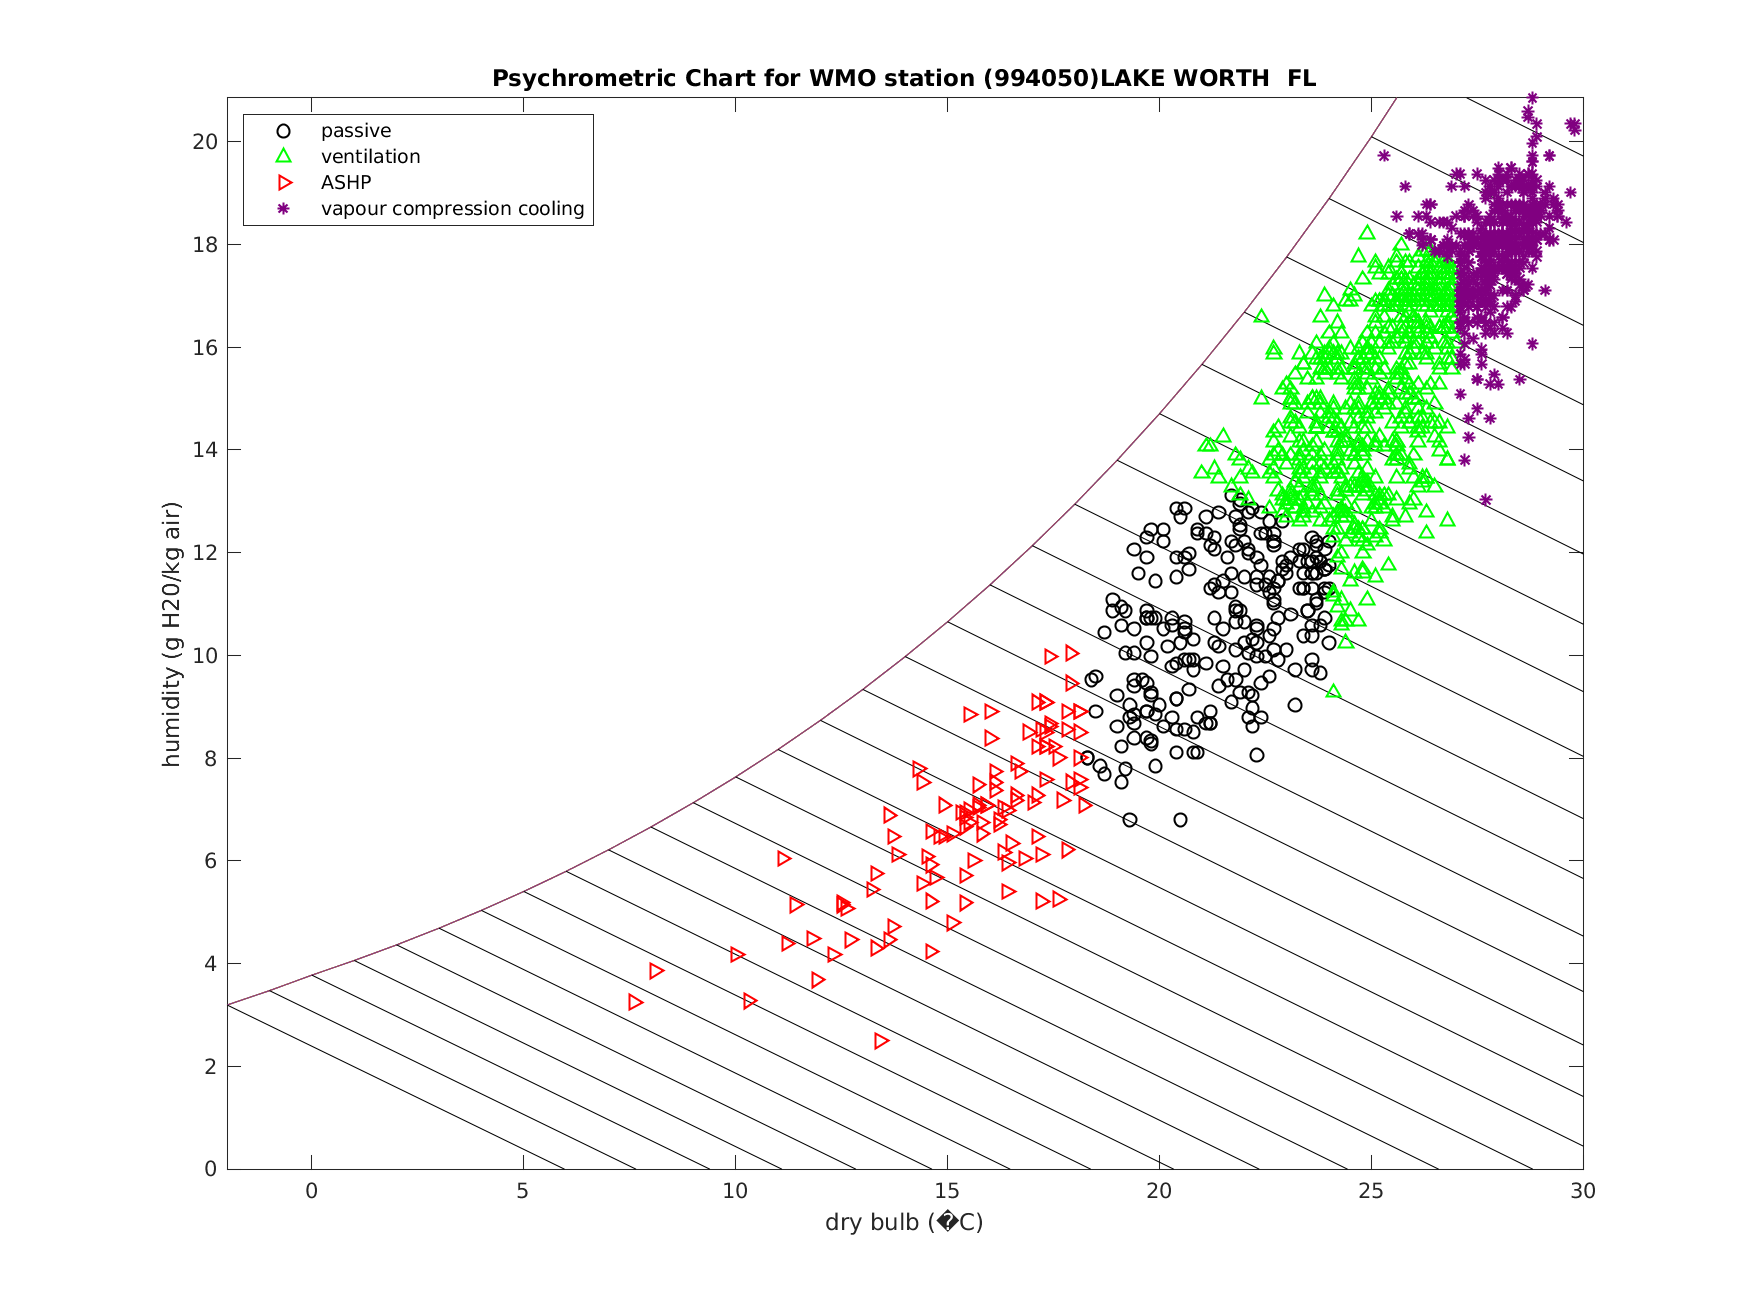 Psychrometric Chart for WMO station (994050)LAKE WORTH  FL
passive
ventilation
ASHP
vapour compression cooling
humidity (g H20/kg air)
20
18
16
14
12
10
8
6
4
2
0
0 5 10 15 20 25 30
dry bulb (�C)